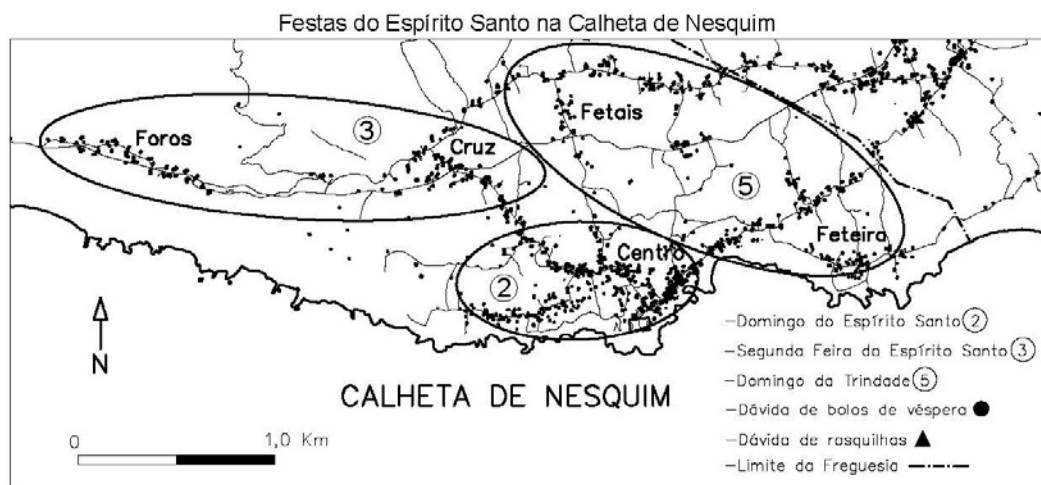 Festas do Espírito Santo na Calheta de Nesquim
Foros
3
Cruz
Fetais
5
Feteira
Centro
2
N
CALHETA DE NESQUIM
0
1,0 Km
—Domingo do Espírito Santo 2
—Segunda Feira do Espírito Santo 3
—Domingo da Trindade 5
—Dávida de bolos de véspera
—Dávida de rosquilhas
—Limite da Freguesia